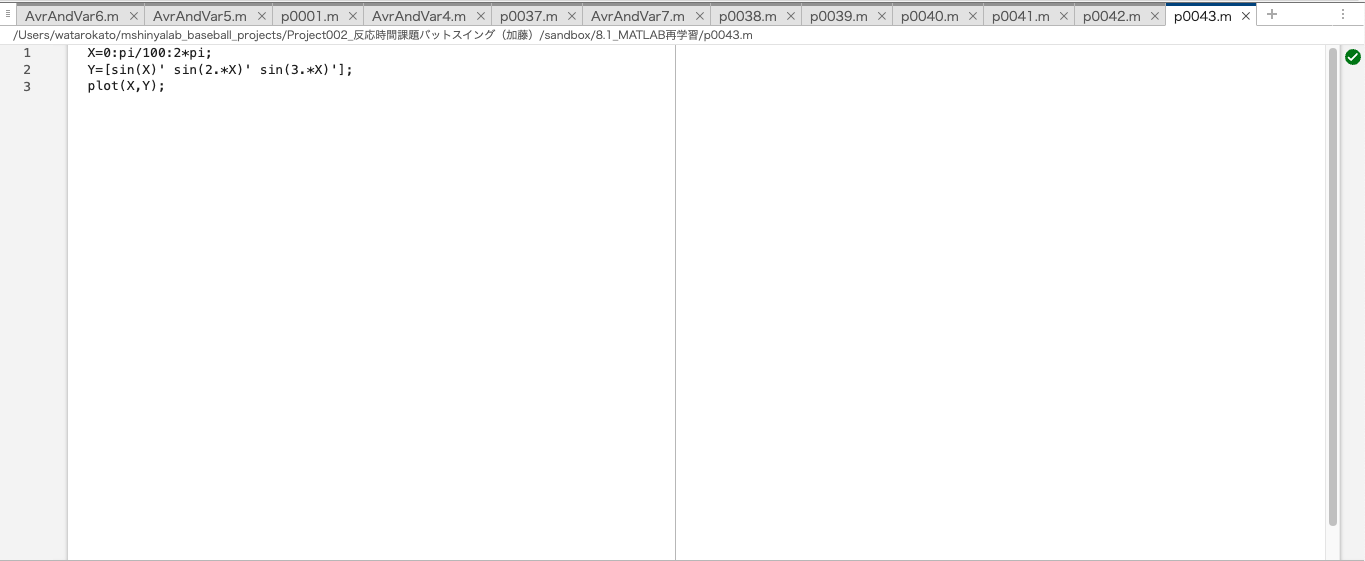 AvrAndVar6.m × AvrAndVar5.m × p0001.m × AvrAndVar4.m × p0037.m × AvrAndVar7.m × p0038.m × p0039.m × p0040.m × p0041.m × p0042.m × p0043.m × +
/Users/watarokato/mshinyalab_baseball_projects/Project002_反応時間課題バットスイング（加藤）/sandbox/8.1_MATLAB再学習/p0043.m
1 X=0:pi/100:2*pi;
2 Y=[sin(X)' sin(2.*X)' sin(3.*X)'];
3 plot(X,Y);